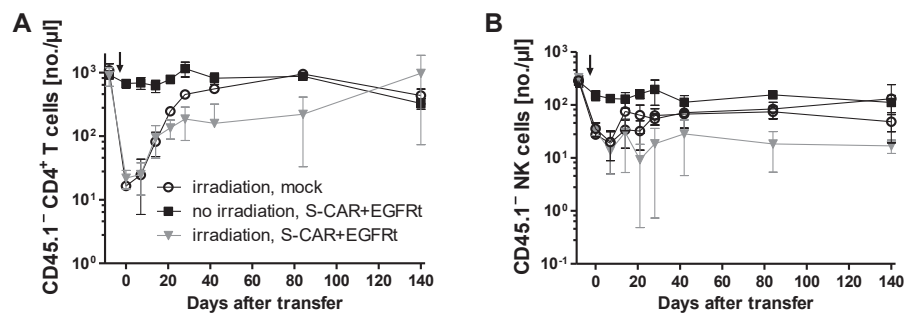 A
CD45.1⁻ CD4⁺ T cells [no./µl]
10³
10²
10¹
10⁰
irradiation, mock
no irradiation, S-CAR+EGFRt
irradiation, S-CAR+EGFRt
0 20 40 60 80 100 120 140
Days after transfer
B
CD45.1⁻ NK cells [no./µl]
10³
10²
10¹
10⁰
10⁻¹
0 20 40 60 80 100 120 140
Days after transfer